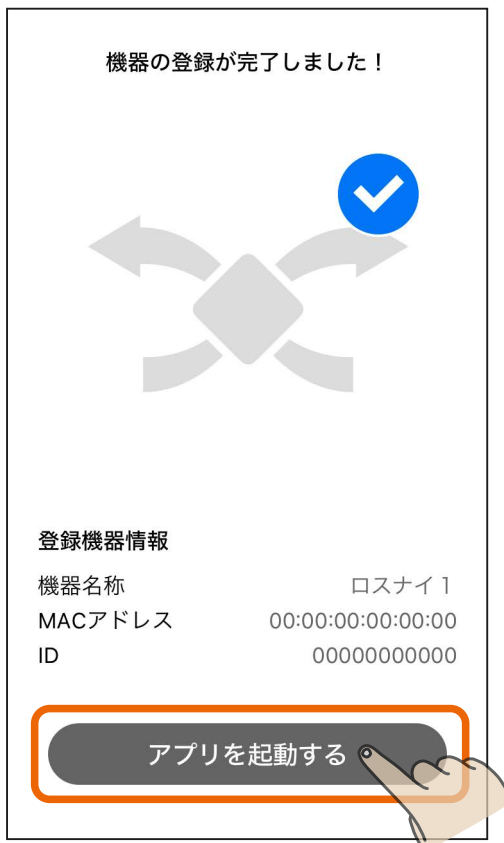 機器の登録が完了しました！
登録機器情報
機器名称 ロスナイ1
MACアドレス 00:00:00:00:00:00
ID 00000000000
アプリを起動する